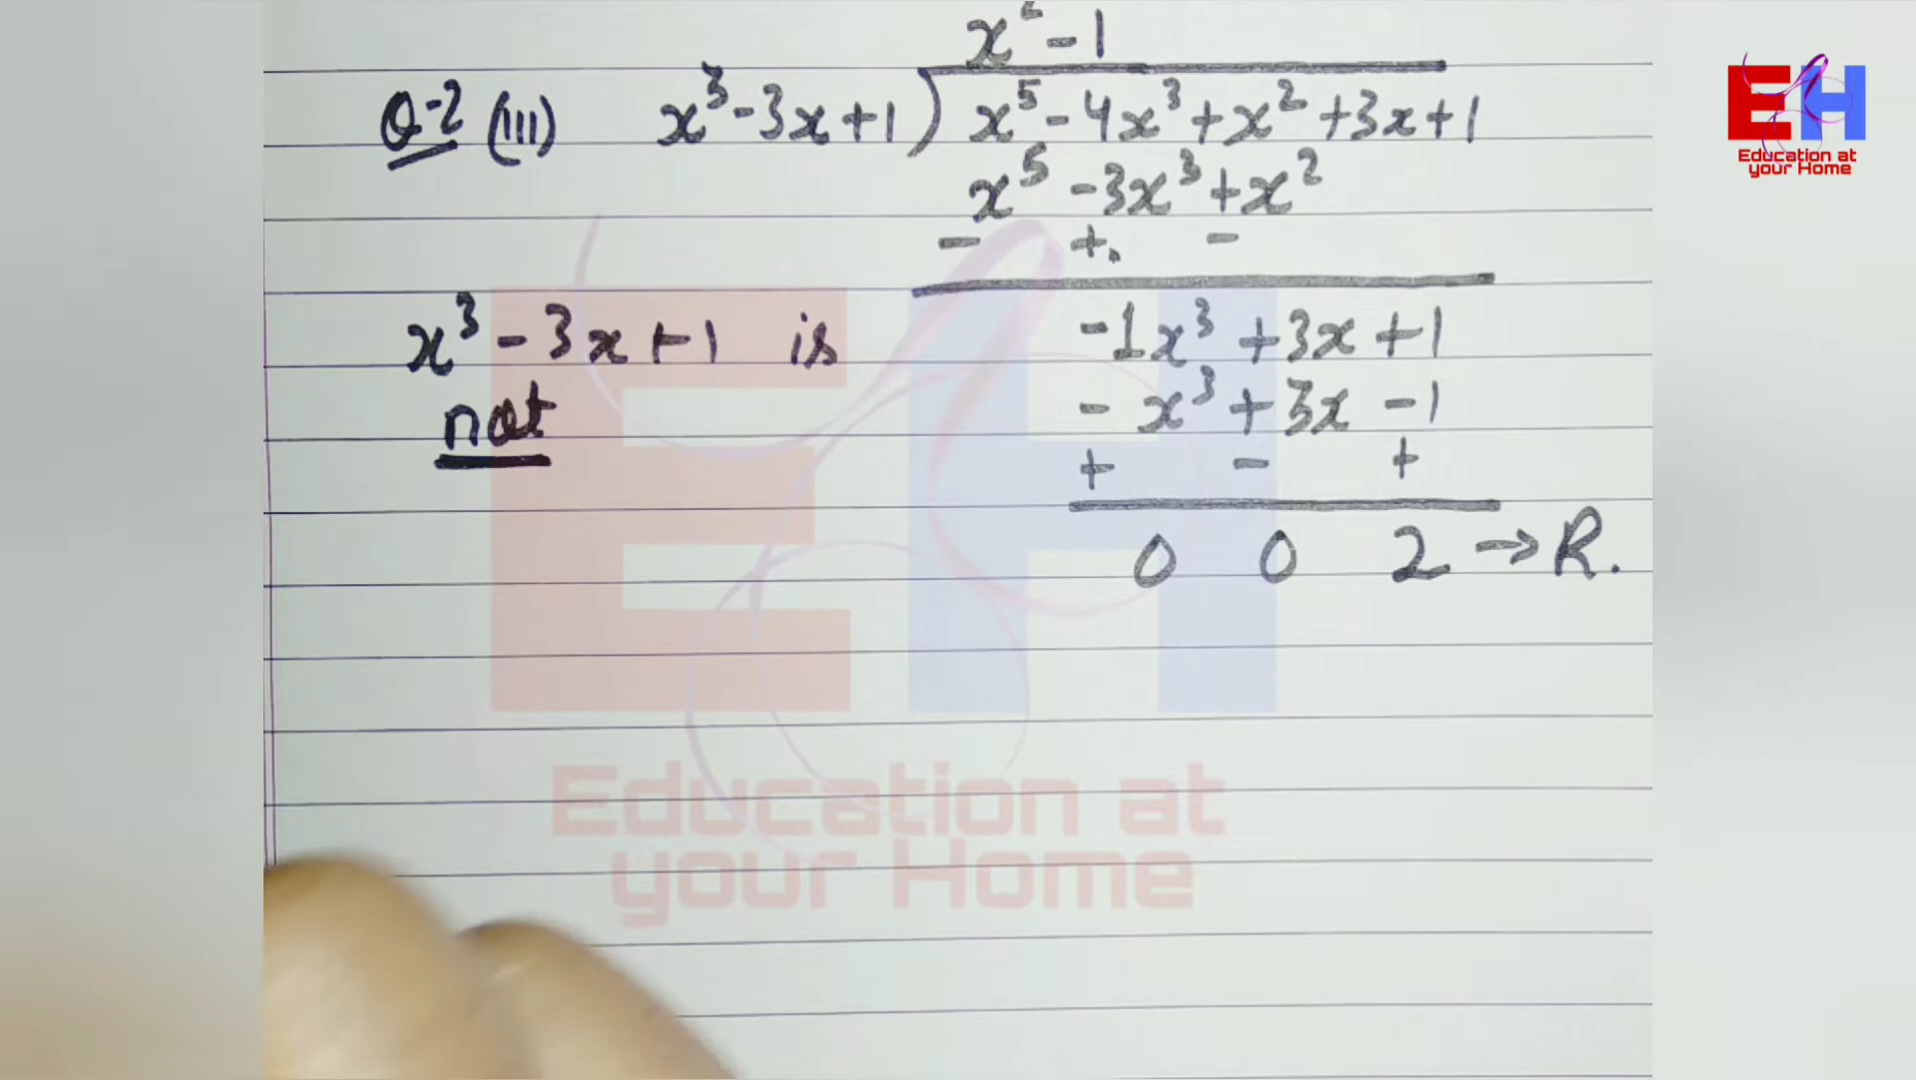 x² - 1
Q-2 (III) x³-3x+1 ) x⁵-4x³+x²+3x+1
x⁵ -3x³+x²
- + -
x³-3x+1 is
not
-1x³+3x+1
-x³+3x-1
+ - +
0 0 2 → R.
EH
Education at
your Home
EH
Education at
your Home